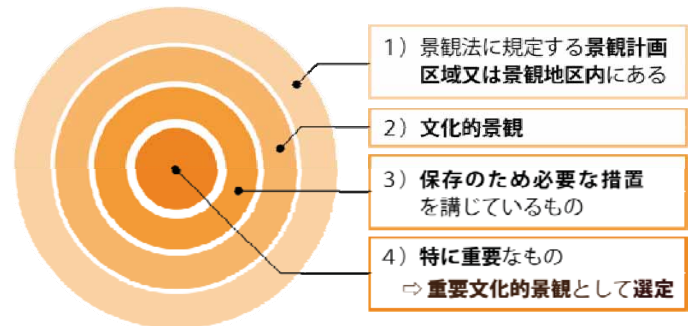 1）景観法に規定する景観計画
区域又は景観地区内にある
2）文化的景観
3）保存のため必要な措置
を講じているもの
4）特に重要なもの
⇨重要文化的景観として選定